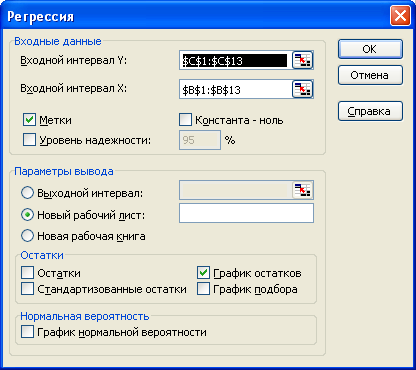 Регрессия
Входные данные
Входной интервал Y:
$C$1:$C$13
Входной интервал X:
$B$1:$B$13
Метки
Константа - ноль
Уровень надежности:
95
%
OK
Отмена
Справка
Параметры вывода
Выходной интервал:
Новый рабочий лист:
Новая рабочая книга
Остатки
Остатки
График остатков
Стандартизованные остатки
График подбора
Нормальная вероятность
График нормальной вероятности